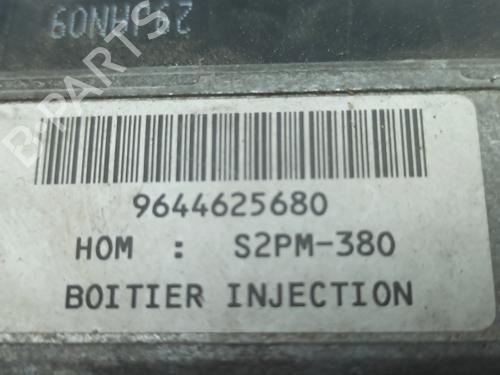 B-PARTS
9644625680
HOM : S2PM-380
BOITIER INJECTION